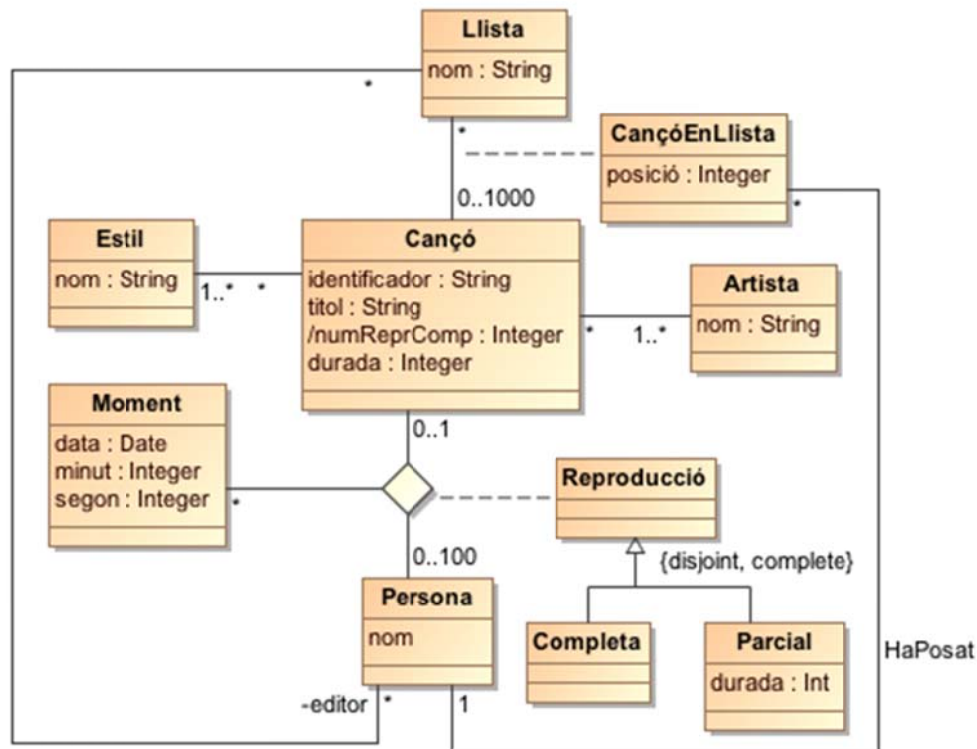 Llista
nom : String
*
*
CançóEnLlista
posició : Integer
*
0..1000
Estil
nom : String
1..*
*
Cançó
identificador : String
titol : String
/numReprComp : Integer
durada : Integer
*
1..*
Artista
nom : String
Moment
data : Date
minut : Integer
segon : Integer
*
0..1
Reproducció
0..100
{disjoint, complete}
Persona
nom
Completa
Parcial
durada : Int
HaPosat
-editor
*
1